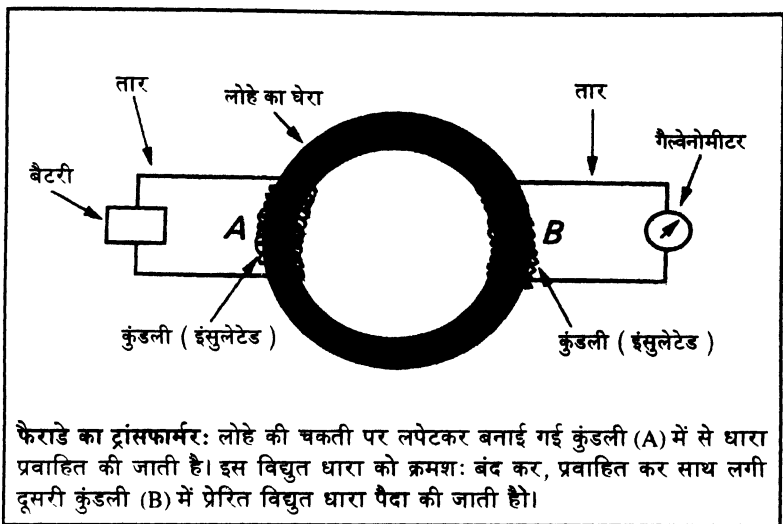 तार
लोहे का घेरा
तार
गैल्वेनोमीटर
बैटरी
A
B
कुंडली ( इंसुलेटेड )
कुंडली ( इंसुलेटेड )
फैराडे का ट्रांसफार्मर: लोहे की चकती पर लपेटकर बनाई गई कुंडली (A) में से धारा
प्रवाहित की जाती है। इस विद्युत धारा को क्रमश: बंद कर, प्रवाहित कर साथ लगी
दूसरी कुंडली (B) में प्रेरित विद्युत धारा पैदा की जाती हैो।